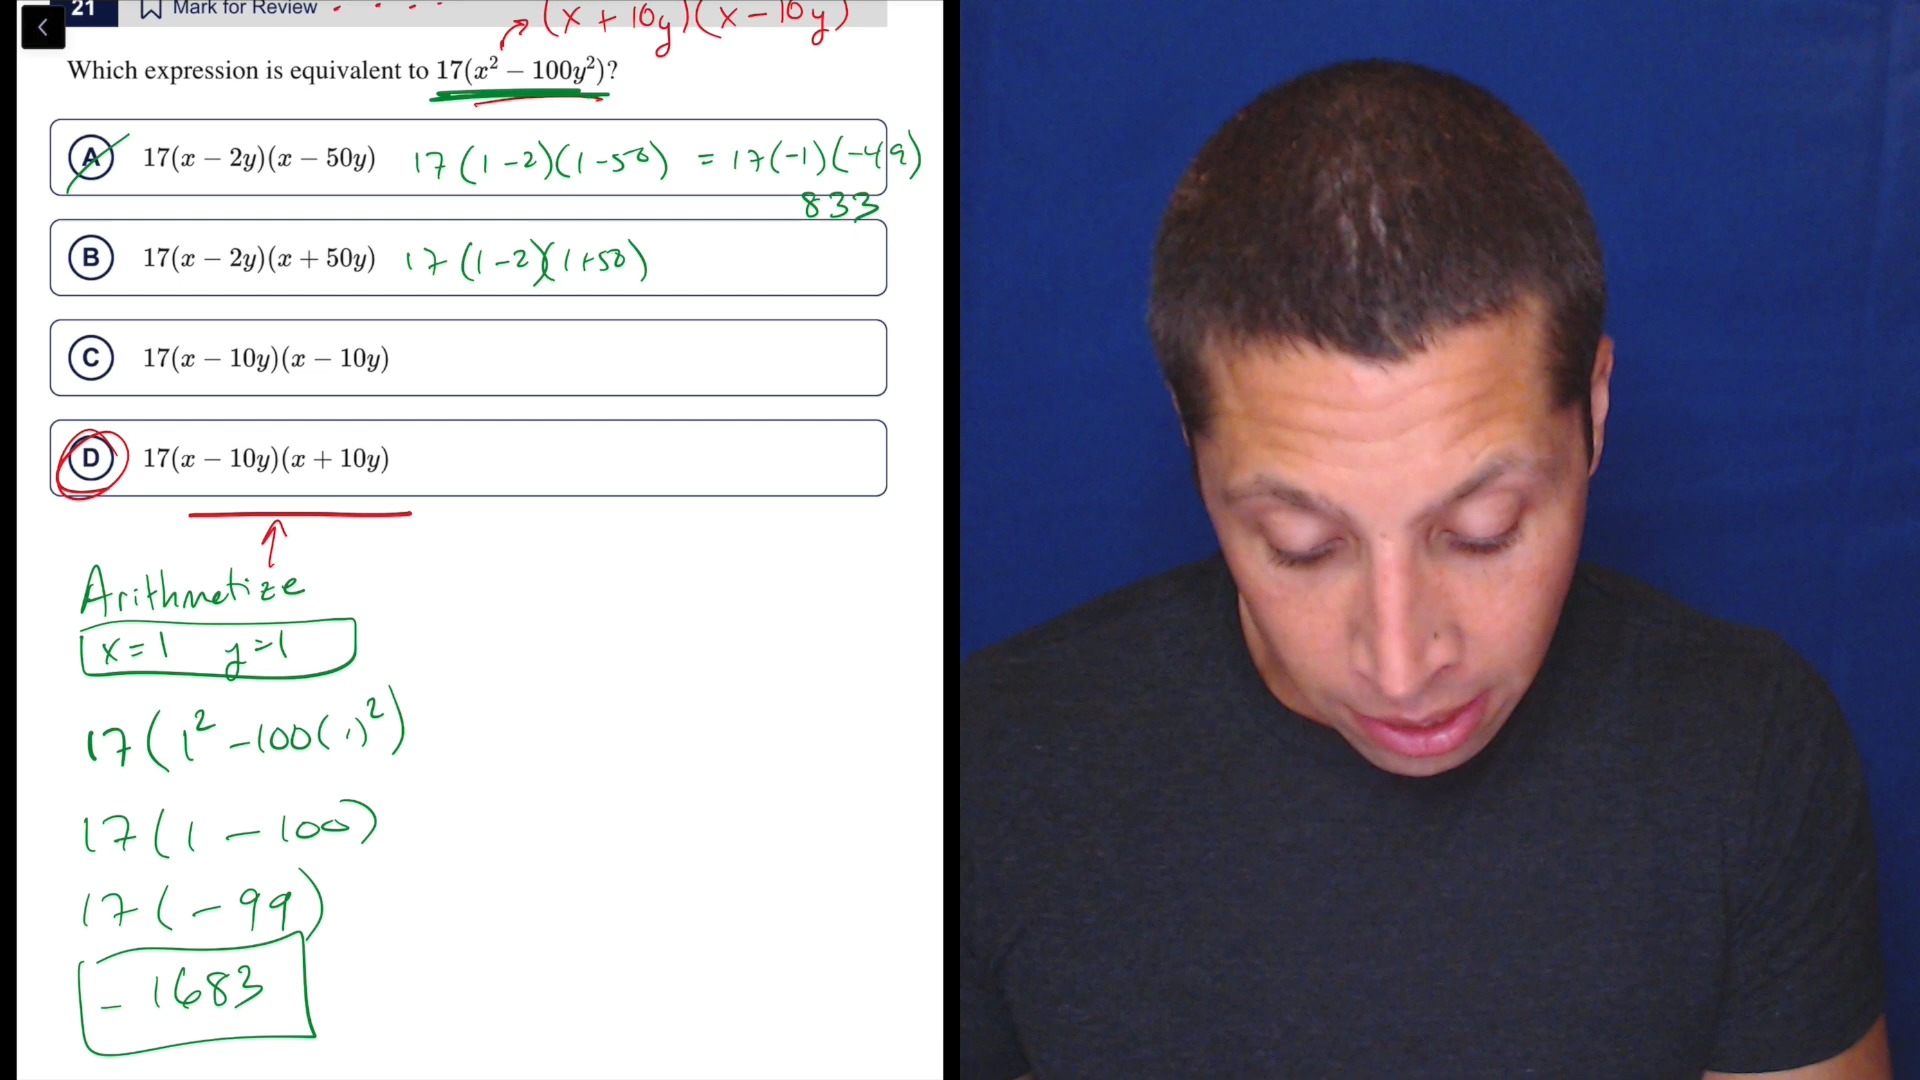 21 Mark for Review
(x + 10y)(x - 10y)
Which expression is equivalent to 17(x² – 100y²)?
A 17(x – 2y)(x – 50y) 17(1-2)(1-50) = 17(-1)(-49)
833
B 17(x – 2y)(x + 50y) 17(1-2)(1+50)
C 17(x – 10y)(x – 10y)
D 17(x – 10y)(x + 10y)
Arithmetize
x=1 y=1
17(1² -100(1)²)
17(1 - 100)
17(-99)
- 1683